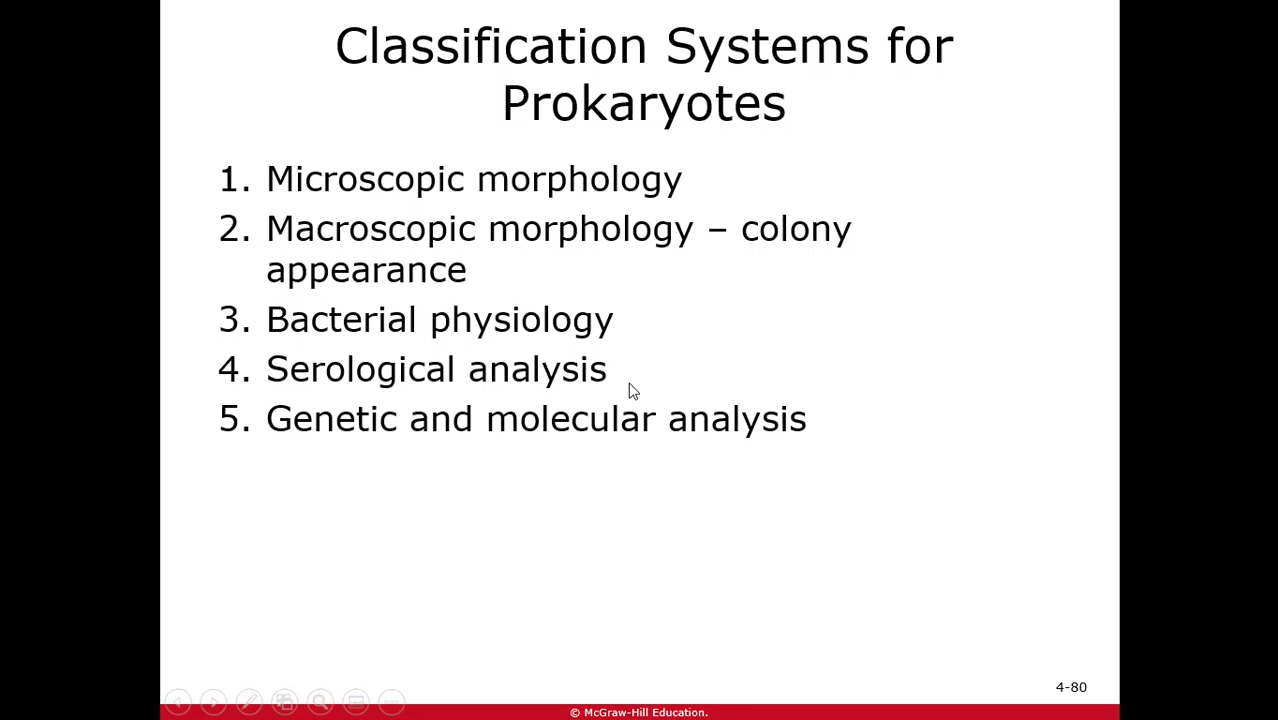 Classification Systems for
Prokaryotes
1. Microscopic morphology
2. Macroscopic morphology – colony
appearance
3. Bacterial physiology
4. Serological analysis
5. Genetic and molecular analysis
4-80
© McGraw-Hill Education.